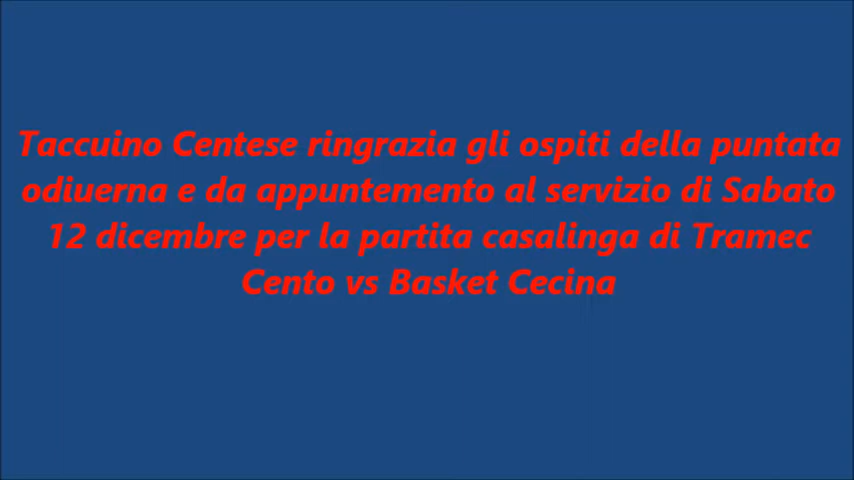 Taccuino Centese ringrazia gli ospiti della puntata
odiuerna e da appuntemento al servizio di Sabato
12 dicembre per la partita casalinga di Tramec
Cento vs Basket Cecina